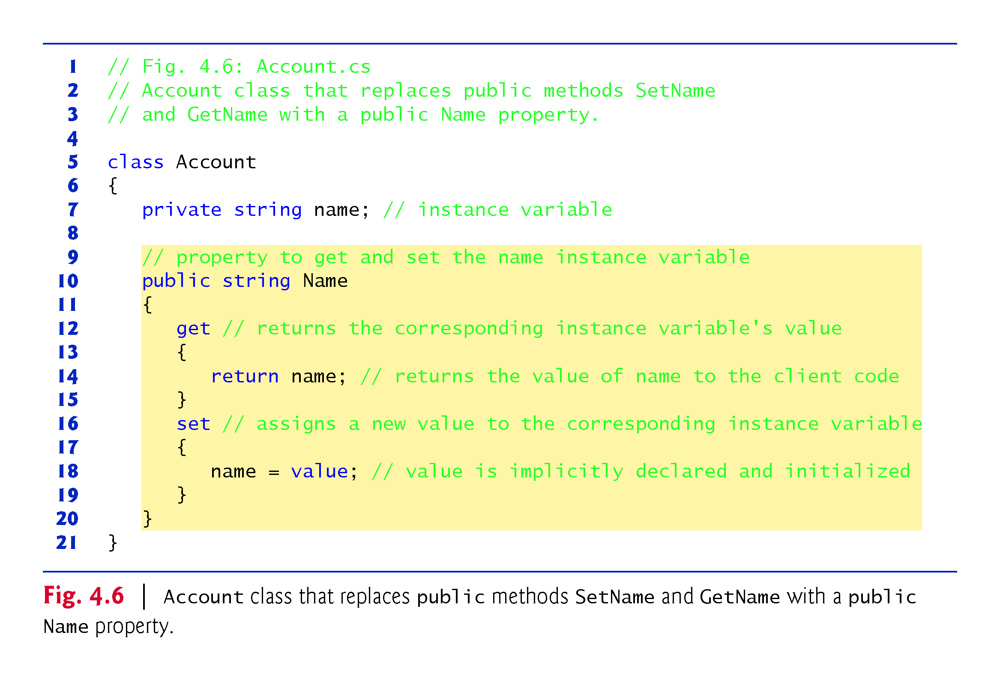 1 // Fig. 4.6: Account.cs
2 // Account class that replaces public methods SetName
3 // and GetName with a public Name property.
4
5 class Account
6 {
7 private string name; // instance variable
8
9 // property to get and set the name instance variable
10 public string Name
11 {
12 get // returns the corresponding instance variable's value
13 {
14 return name; // returns the value of name to the client code
15 }
16 set // assigns a new value to the corresponding instance variable
17 {
18 name = value; // value is implicitly declared and initialized
19 }
20 }
21 }
Fig. 4.6 | Account class that replaces public methods SetName and GetName with a public
Name property.